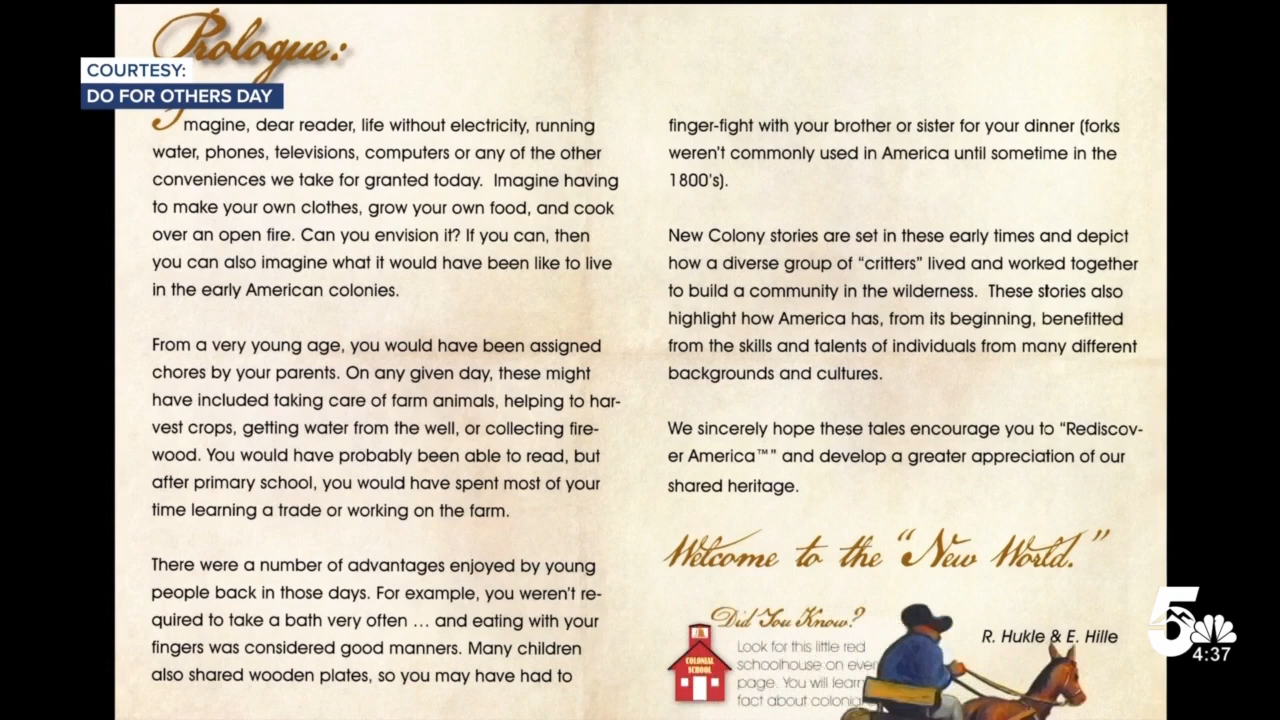 Prologue:
COURTESY:
DO FOR OTHERS DAY
Imagine, dear reader, life without electricity, running
water, phones, televisions, computers or any of the other
conveniences we take for granted today. Imagine having
to make your own clothes, grow your own food, and cook
over an open fire. Can you envision it? If you can, then
you can also imagine what it would have been like to live
in the early American colonies.
From a very young age, you would have been assigned
chores by your parents. On any given day, these might
have included taking care of farm animals, helping to har-
vest crops, getting water from the well, or collecting fire-
wood. You would have probably been able to read, but
after primary school, you would have spent most of your
time learning a trade or working on the farm.
There were a number of advantages enjoyed by young
people back in those days. For example, you weren't re-
quired to take a bath very often ... and eating with your
fingers was considered good manners. Many children
also shared wooden plates, so you may have had to
finger-fight with your brother or sister for your dinner (forks
weren't commonly used in America until sometime in the
1800's).
New Colony stories are set in these early times and depict
how a diverse group of “critters” lived and worked together
to build a community in the wilderness. These stories also
highlight how America has, from its beginning, benefitted
from the skills and talents of individuals from many different
backgrounds and cultures.
We sincerely hope these tales encourage you to “Rediscov-
er America™” and develop a greater appreciation of our
shared heritage.
Welcome to the “New World.”
Did You Know?
COLONIAL
SCHOOL
Look for this little red
schoolhouse on
page. You will learn
fact about
R. Hukle & E. Hille
5
4:37